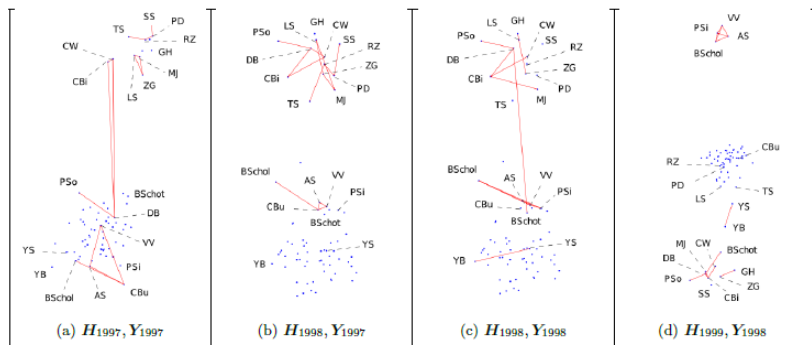 SS
PD
TS
RZ
CW
GH
CBi
MJ
ZG
LS
PSo
BSchot
DB
VV
YS
PSi
YB
BSchol
AS
CBu
(a) H1997, Y1997
GH
CW
LS
SS
PSo
RZ
DB
ZG
CBi
PD
TS
MJ
BSchol
VV
AS
PSi
CBu
BSchot
YS
YB
(b) H1998, Y1997
GH
CW
LS
SS
PSo
RZ
DB
ZG
CBi
PD
TS
MJ
BSchol
AS
VV
PSi
CBu
BSchot
YS
YB
(c) H1998, Y1998
VV
PSi
AS
BSchol
CBu
RZ
PD
LS
TS
YS
YB
MJ
CW
BSchot
DB
GH
PSo
ZG
SS
CBi
(d) H1999, Y1998